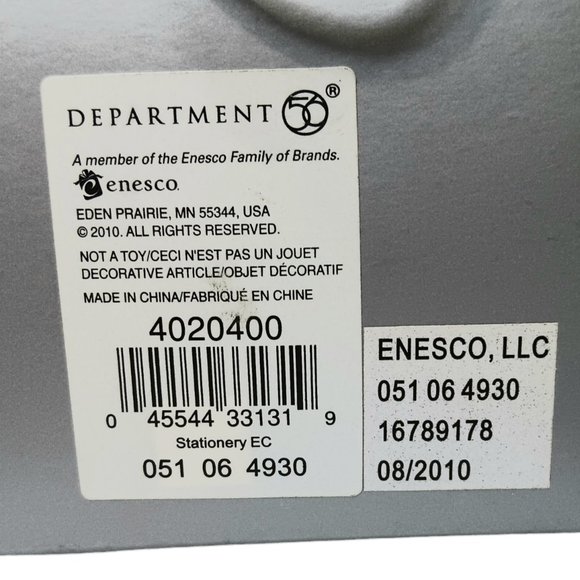 DEPARTMENT 56®
A member of the Enesco Family of Brands.
enesco.
EDEN PRAIRIE, MN 55344, USA
© 2010. ALL RIGHTS RESERVED.
NOT A TOY/CECI N'EST PAS UN JOUET
DECORATIVE ARTICLE/OBJET DÉCORATIF
MADE IN CHINA/FABRIQUÉ EN CHINE
4020400
0 45544 33131 9
Stationery EC
051 06 4930
ENESCO, LLC
051 06 4930
16789178
08/2010